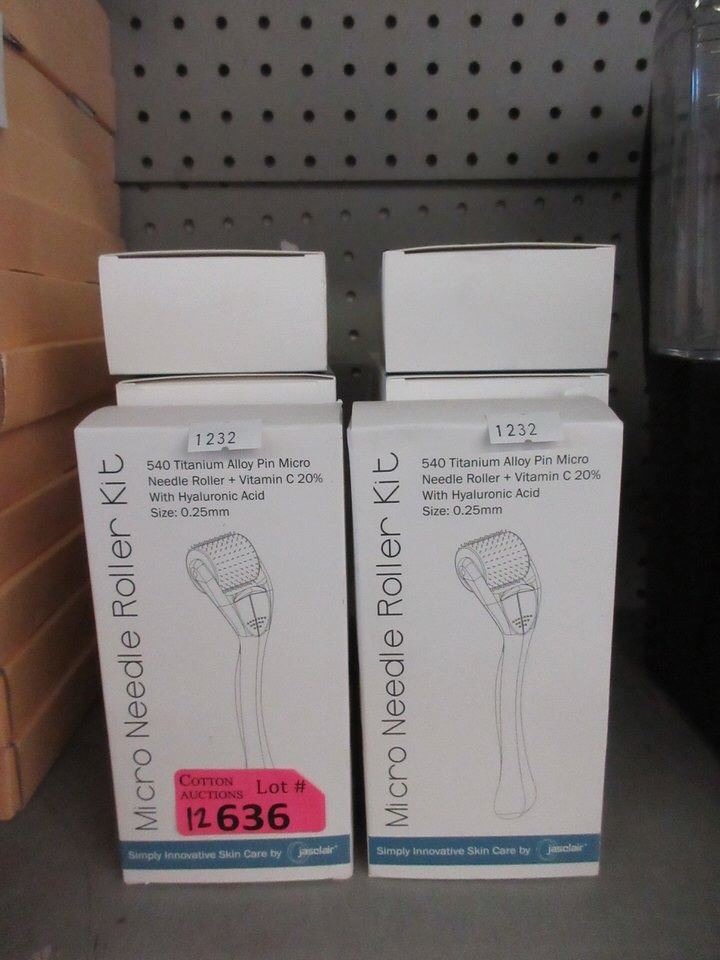 1232
540 Titanium Alloy Pin Micro
Needle Roller + Vitamin C 20%
With Hyaluronic Acid
Size: 0.25mm
Micro Needle Roller Kit
COTTON
AUCTIONS
Lot #
12 636
Simply Innovative Skin Care by jasclair
1232
540 Titanium Alloy Pin Micro
Needle Roller + Vitamin C 20%
With Hyaluronic Acid
Size: 0.25mm
Micro Needle Roller Kit
Simply Innovative Skin Care by jasclair